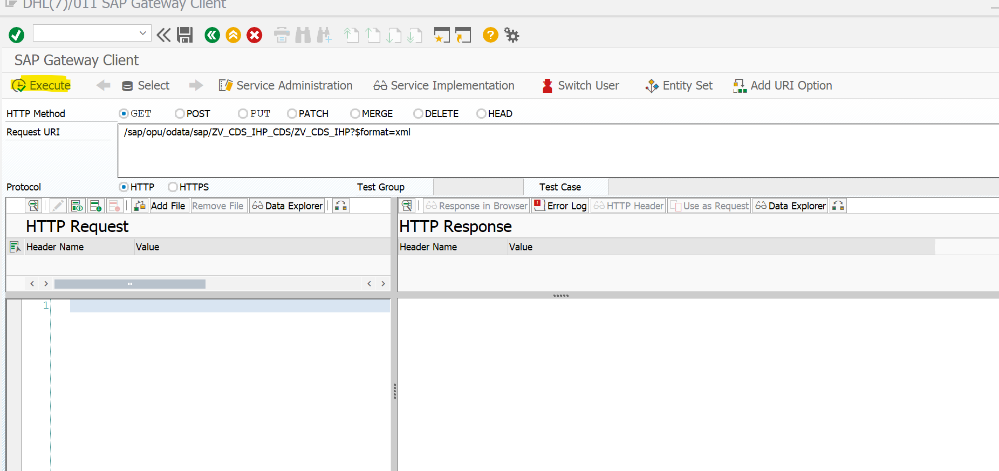 DHL(7)/011 SAP Gateway Client
SAP Gateway Client
Execute Select Service Administration Service Implementation Switch User Entity Set Add URI Option
HTTP Method GET POST PUT PATCH MERGE DELETE HEAD
Request URI /sap/opu/odata/sap/ZV_CDS_IHP_CDS/ZV_CDS_IHP?$format=xml
Protocol HTTP HTTPS Test Group Test Case
Add File Remove File Data Explorer Response in Browser Error Log HTTP Header Use as Request Data Explorer
HTTP Request HTTP Response
Header Name Value Header Name Value
1